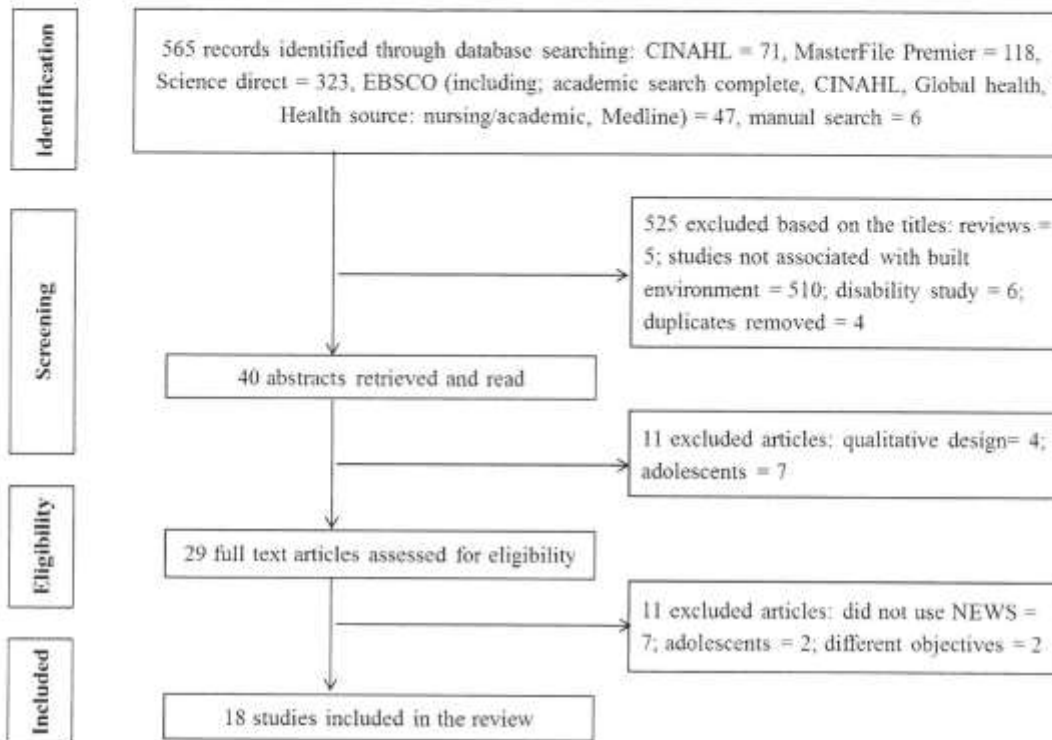 Identification
565 records identified through database searching: CINAHL = 71, MasterFile Premier = 118,
Science direct = 323, EBSCO (including; academic search complete, CINAHL, Global health,
Health source: nursing/academic, Medline) = 47, manual search = 6
Screening
525 excluded based on the titles: reviews =
5; studies not associated with built
environment = 510; disability study = 6;
duplicates removed = 4
40 abstracts retrieved and read
11 excluded articles: qualitative design= 4;
adolescents = 7
Eligibility
29 full text articles assessed for eligibility
11 excluded articles: did not use NEWS =
7; adolescents = 2; different objectives = 2
Included
18 studies included in the review